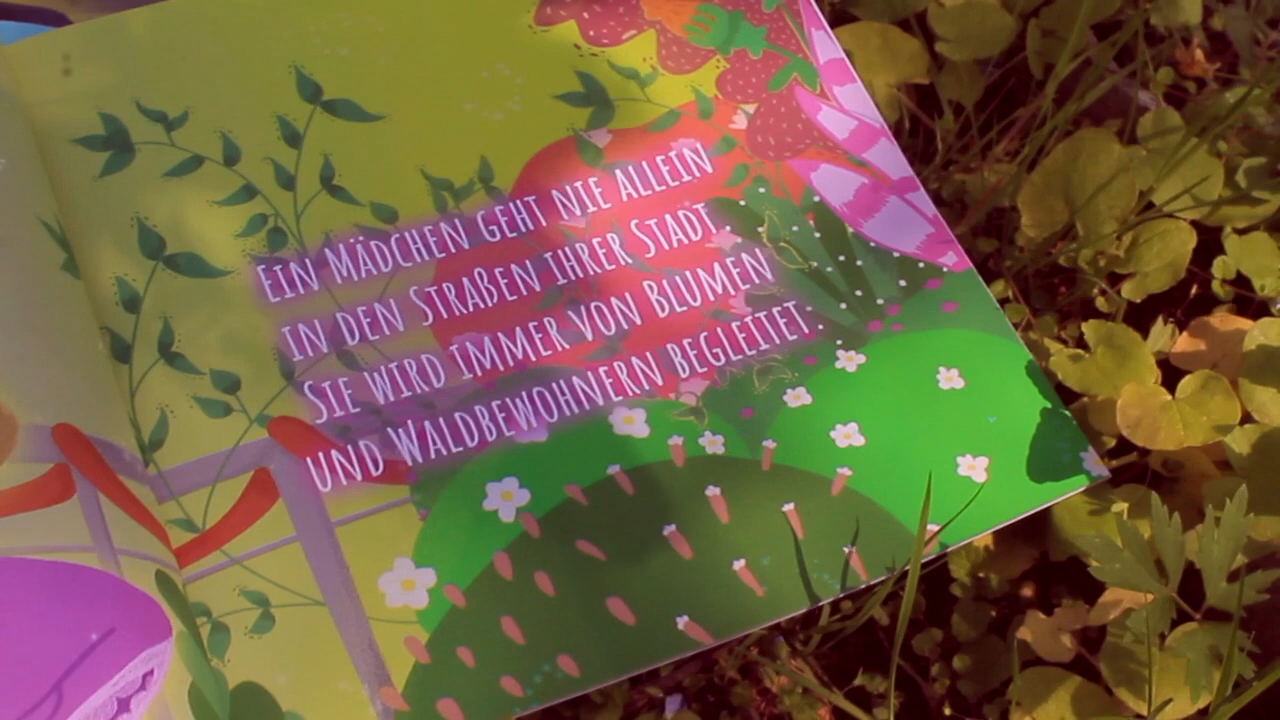 Ein Mädchen geht nie allein
in den Straßen ihrer Stadt.
Sie wird immer von Blumen
und Waldbewohnern begleitet.